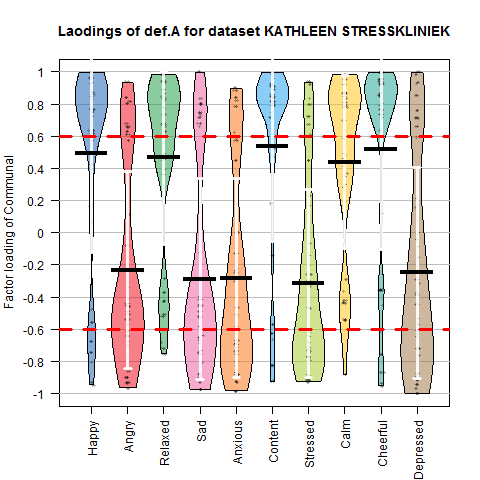 Laodings of def.A for dataset KATHLEEN STRESSKLINIEK
Factor loading of Communal
1
0.8
0.6
0.4
0.2
0
-0.2
-0.4
-0.6
-0.8
-1
Happy
Angry
Relaxed
Sad
Anxious
Content
Stressed
Calm
Cheerful
Depressed